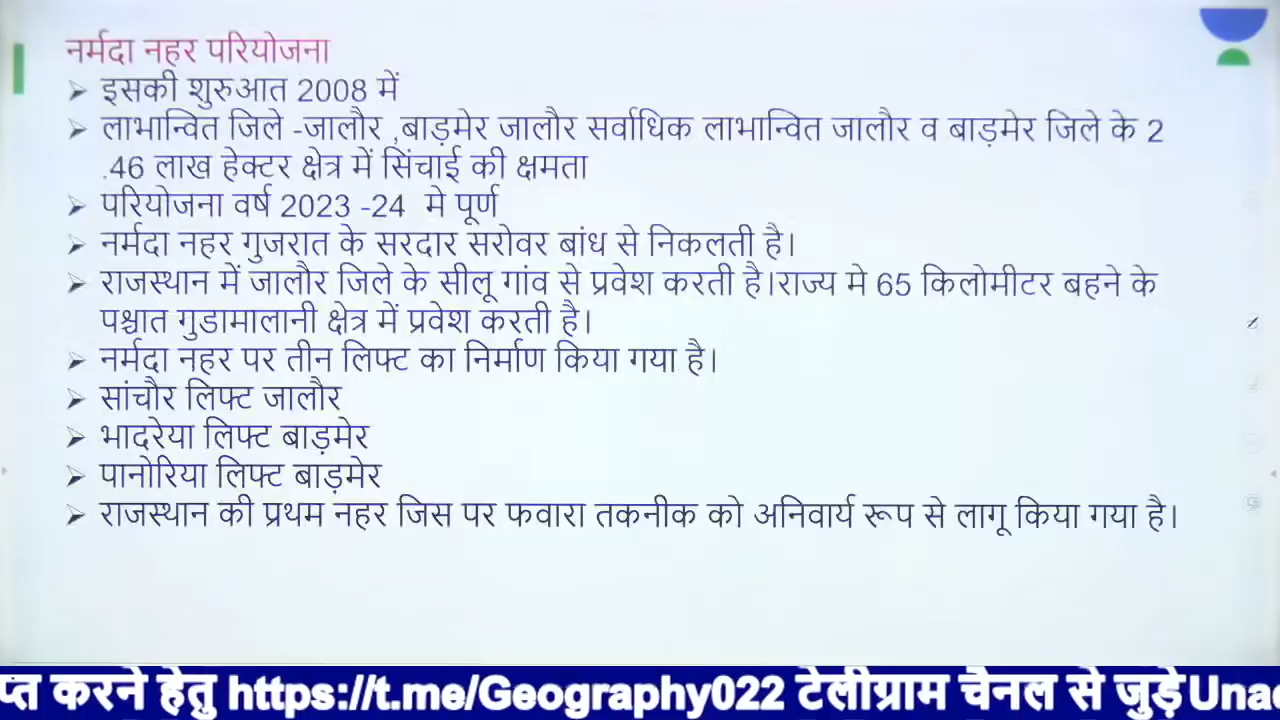 नर्मदा नहर परियोजना
➢ इसकी शुरुआत 2008 में
➢ लाभान्वित जिले -जालौर ,बाड़मेर जालौर सर्वाधिक लाभान्वित जालौर व बाड़मेर जिले के 2
.46 लाख हेक्टर क्षेत्र में सिंचाई की क्षमता
➢ परियोजना वर्ष 2023 -24 मे पूर्ण
➢ नर्मदा नहर गुजरात के सरदार सरोवर बांध से निकलती है।
➢ राजस्थान में जालौर जिले के सीलू गांव से प्रवेश करती है।राज्य मे 65 किलोमीटर बहने के
पश्चात गुडामालानी क्षेत्र में प्रवेश करती है।
➢ नर्मदा नहर पर तीन लिफ्ट का निर्माण किया गया है।
➢ सांचौर लिफ्ट जालौर
➢ भादरेया लिफ्ट बाड़मेर
➢ पानोरिया लिफ्ट बाड़मेर
➢ राजस्थान की प्रथम नहर जिस पर फवारा तकनीक को अनिवार्य रूप से लागू किया गया है।
प्त करने हेतु https://t.me/Geography022 टेलीग्राम चैनल से जुड़े Unac